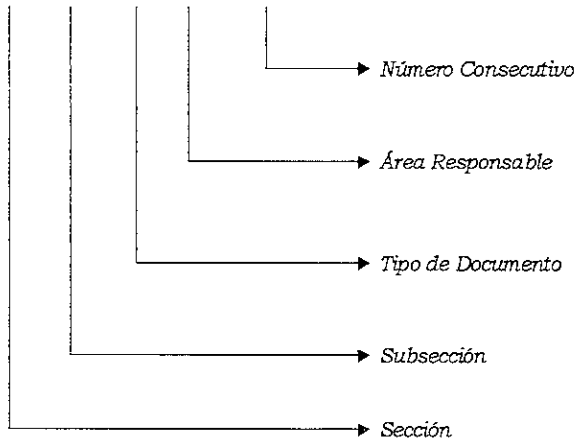 Número Consecutivo
Área Responsable
Tipo de Documento
Subsección
Sección